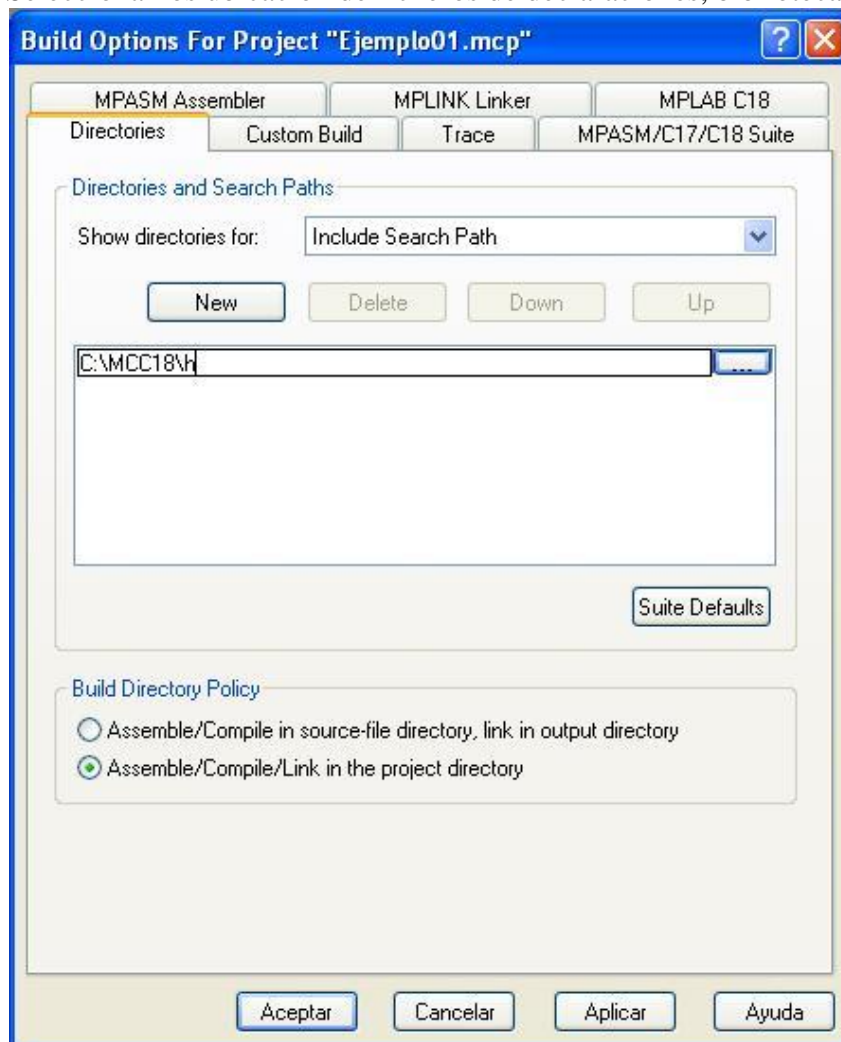 Build Options For Project "Ejemplo01.mcp"
MPASM Assembler MPLINK Linker MPLAB C18
Directories Custom Build Trace MPASM/C17/C18 Suite
Directories and Search Paths
Show directories for: Include Search Path
New Delete Down Up
C:\MCC18\h ...
Suite Defaults
Build Directory Policy
Assemble/Compile in source-file directory, link in output directory
Assemble/Compile/Link in the project directory
Aceptar Cancelar Aplicar Ayuda